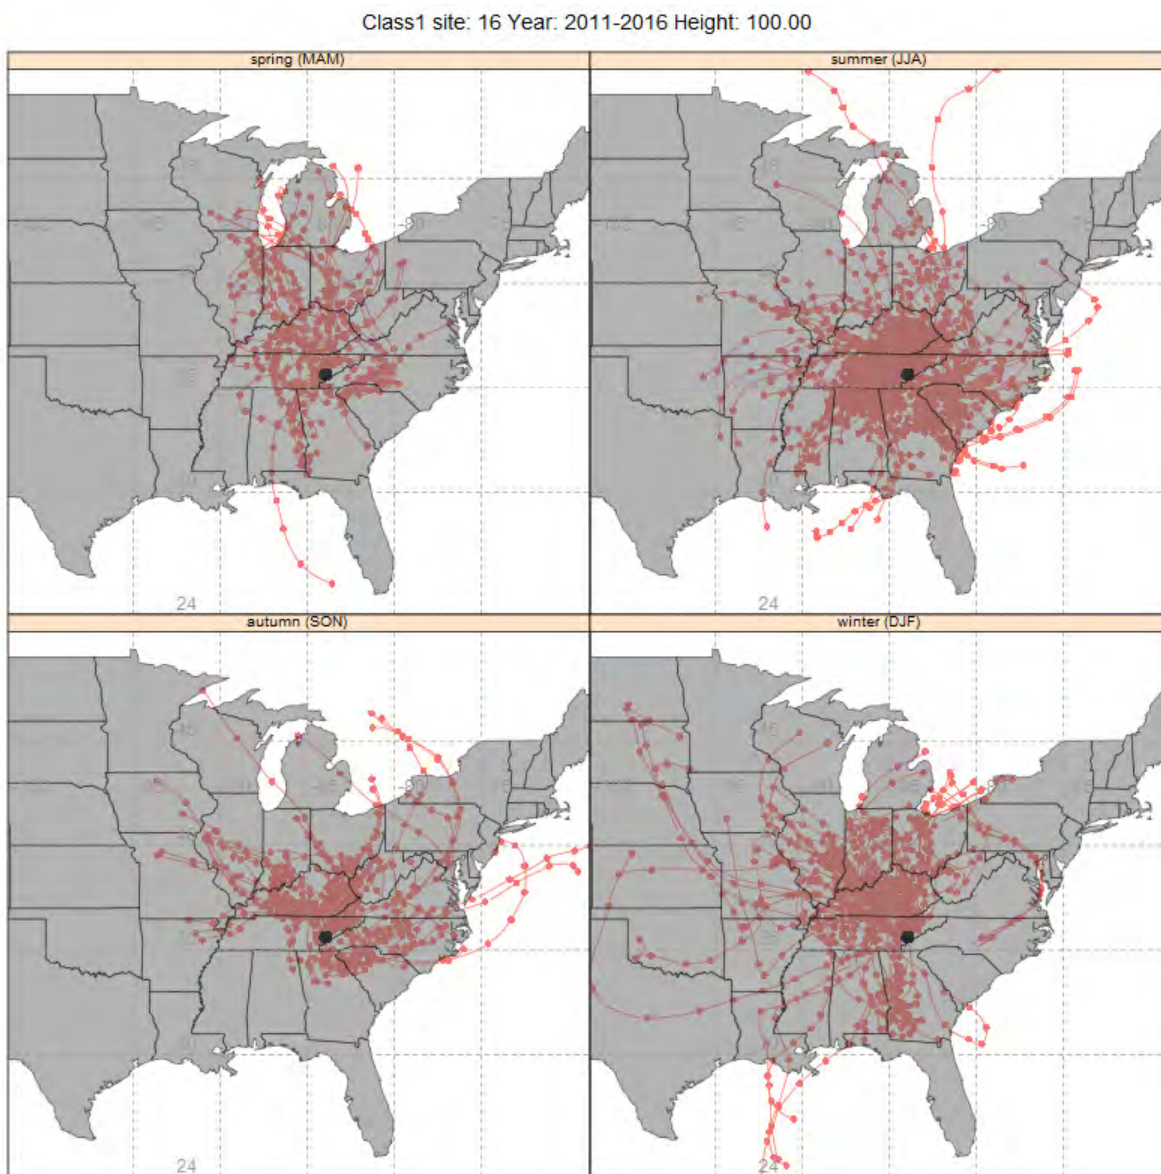 Class1 site: 16 Year: 2011-2016 Height: 100.00
spring (MAM)
summer (JJA)
24
24
autumn (SON)
winter (DJF)
24
24